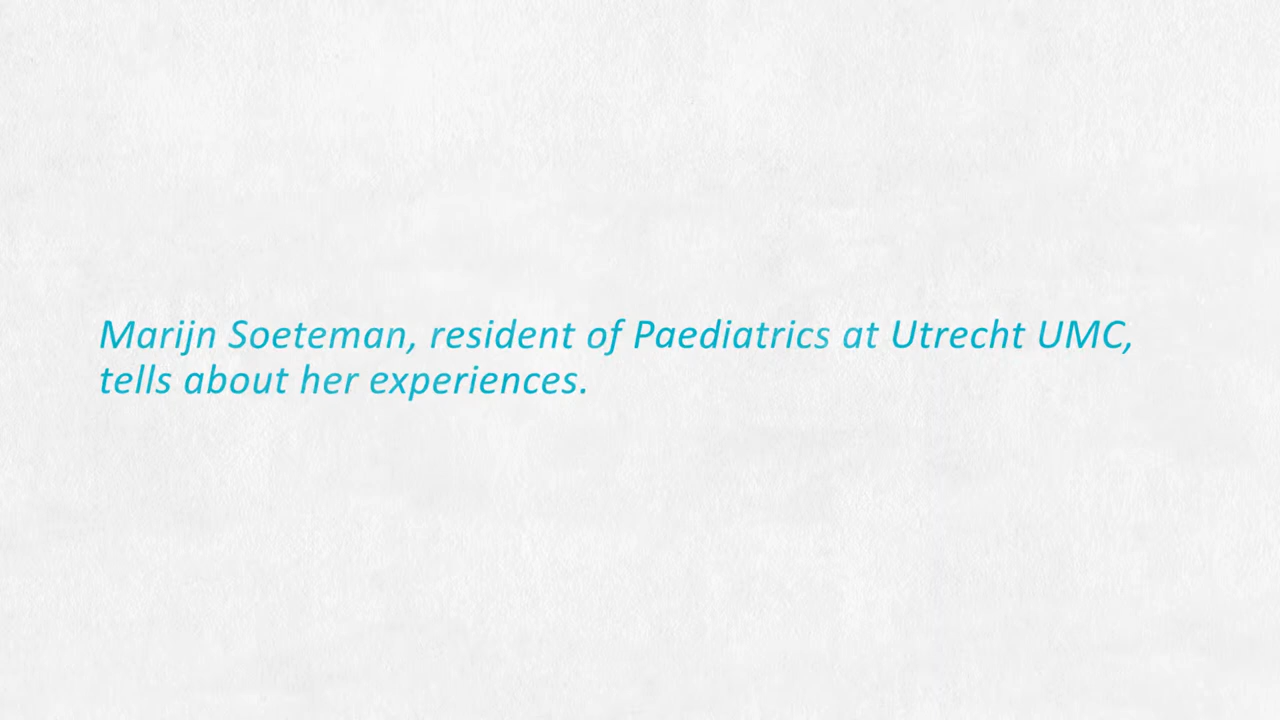 Marijn Soeteman, resident of Paediatrics at Utrecht UMC,
tells about her experiences.